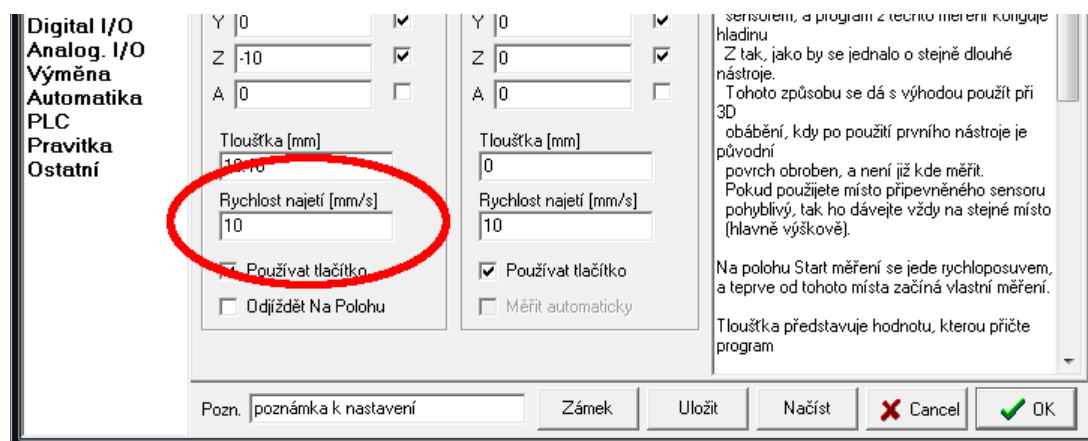 Digital I/O
Analog. I/O
Výměna
Automatika
PLC
Pravitka
Ostatní
Y 0
Z -10
A 0
Tloušťka [mm]
Rychlost najetí [mm/s]
10
Používat tlačítko
Odjíždět Na Polohu
Y 0
Z 0
A 0
Tloušťka [mm]
0
Rychlost najetí [mm/s]
10
Používat tlačítko
Měřit automaticky
sensorem, a program z těchto měření koriguje
hladinu
Z tak, jako by se jednalo o stejně dlouhé
nástroje.
Tohoto způsobu se dá s výhodou použít při
3D
obábění, kdy po použití prvního nástroje je
původní
povrch obroben, a není již kde měřit.
Pokud použijete místo připevněného sensoru
pohyblivý, tak ho dávejte vždy na stejné místo
(hlavně výškově).
Na polohu Start měření se jede rychloposuvem,
a teprve od tohoto místa začíná vlastní měření.
Tloušťka představuje hodnotu, kterou přičte
program
Pozn. poznámka k nastavení
Zámek
Uložit
Načíst
Cancel
OK